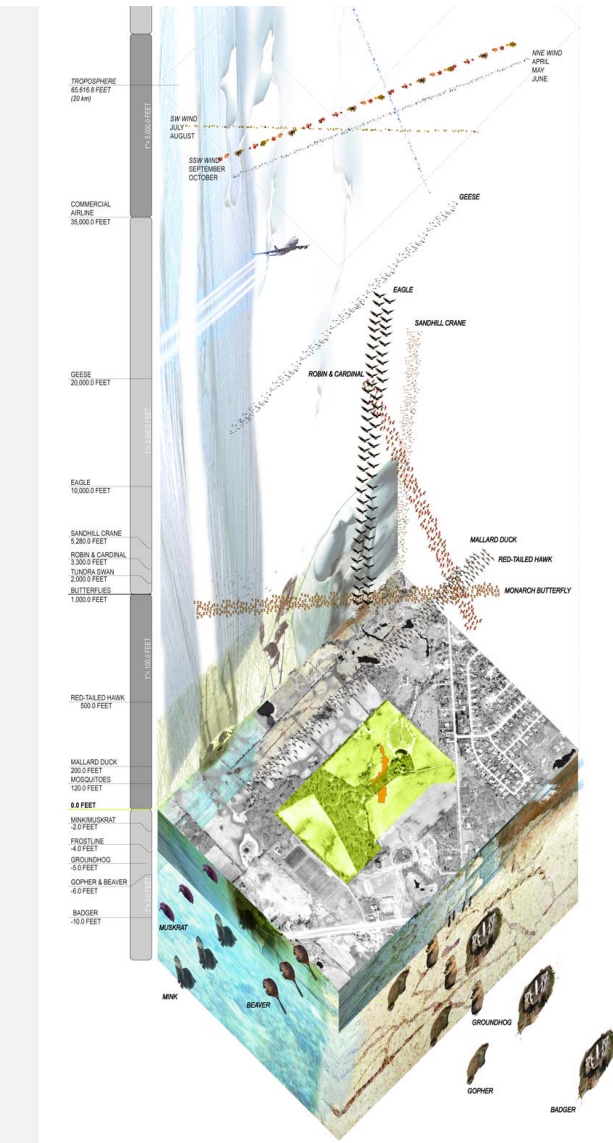 TROPOSPHERE
65,616.8 FEET
(20 km)
1"= 5,000.0 FEET
NNE WIND
APRIL
MAY
JUNE
SW WIND
JULY
AUGUST
SSW WIND
SEPTEMBER
OCTOBER
COMMERCIAL
AIRLINE
35,000.0 FEET
GEESE
EAGLE
SANDHILL CRANE
ROBIN & CARDINAL
GEESE
20,000.0 FEET
1"= 2,000.0 FEET
EAGLE
10,000.0 FEET
SANDHILL CRANE
5,280.0 FEET
ROBIN & CARDINAL
3,300.0 FEET
TUNDRA SWAN
2,000.0 FEET
BUTTERFLIES
1,000.0 FEET
MALLARD DUCK
RED-TAILED HAWK
MONARCH BUTTERFLY
1"= 100.0 FEET
RED-TAILED HAWK
500.0 FEET
MALLARD DUCK
200.0 FEET
MOSQUITOES
120.0 FEET
0.0 FEET
MINK/MUSKRAT
-2.0 FEET
FROSTLINE
-4.0 FEET
GROUNDHOG
-5.0 FEET
GOPHER & BEAVER
-6.0 FEET
1"= 2.0 FEET
BADGER
-10.0 FEET
MUSKRAT
MINK
BEAVER
GROUNDHOG
GOPHER
BADGER